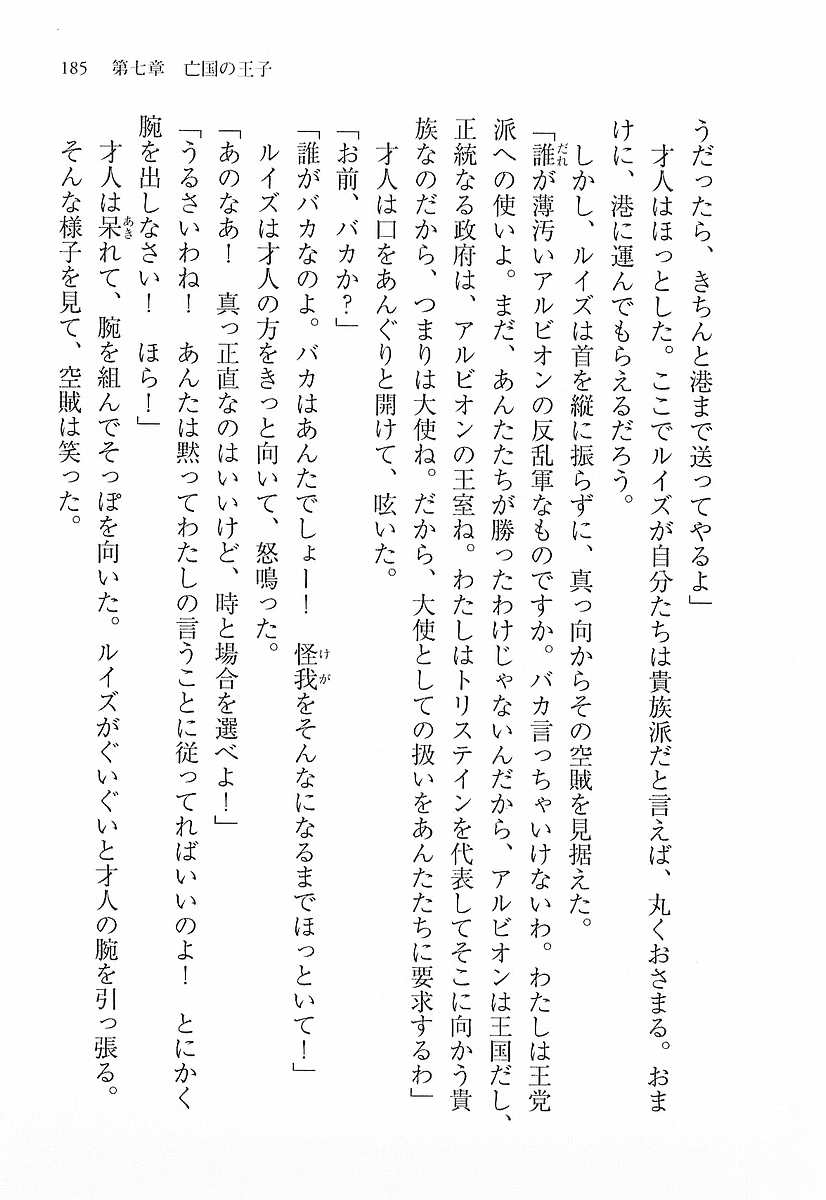 185　第七章　亡国の王子
うだったら、きちんと港まで送ってやるよ」
　才人はほっとした。ここでルイズが自分たちは貴族派だと言えば、丸くおさまる。おま
けに、港に運んでもらえるだろう。
　しかし、ルイズは首を縦に振らずに、真っ向からその空賊を見据えた。
「誰が薄汚いアルビオンの反乱軍なものですか。バカ言っちゃいけないわ。わたしは王党
派への使いよ。まだ、あんたたちが勝ったわけじゃないんだから、アルビオンは王国だし、
正統なる政府は、アルビオンの王室ね。わたしはトリステインを代表してそこに向かう貴
族なのだから、つまりは大使ね。だから、大使としての扱いをあんたたちに要求するわ」
　才人は口をあんぐりと開けて、呟いた。
「お前、バカか？」
「誰がバカなのよ。バカはあんたでしょー！　怪我をそんなになるまでほっといて！」
　ルイズは才人の方をきっと向いて、怒鳴った。
「あのなあ！　真っ正直なのはいいけど、時と場合を選べよ！」
「うるさいわね！　あんたは黙ってわたしの言うことに従ってればいいのよ！　とにかく
腕を出しなさい！　ほら！」
　才人は呆れて、腕を組んでそっぽを向いた。ルイズがぐいぐいと才人の腕を引っ張る。
　そんな様子を見て、空賊は笑った。